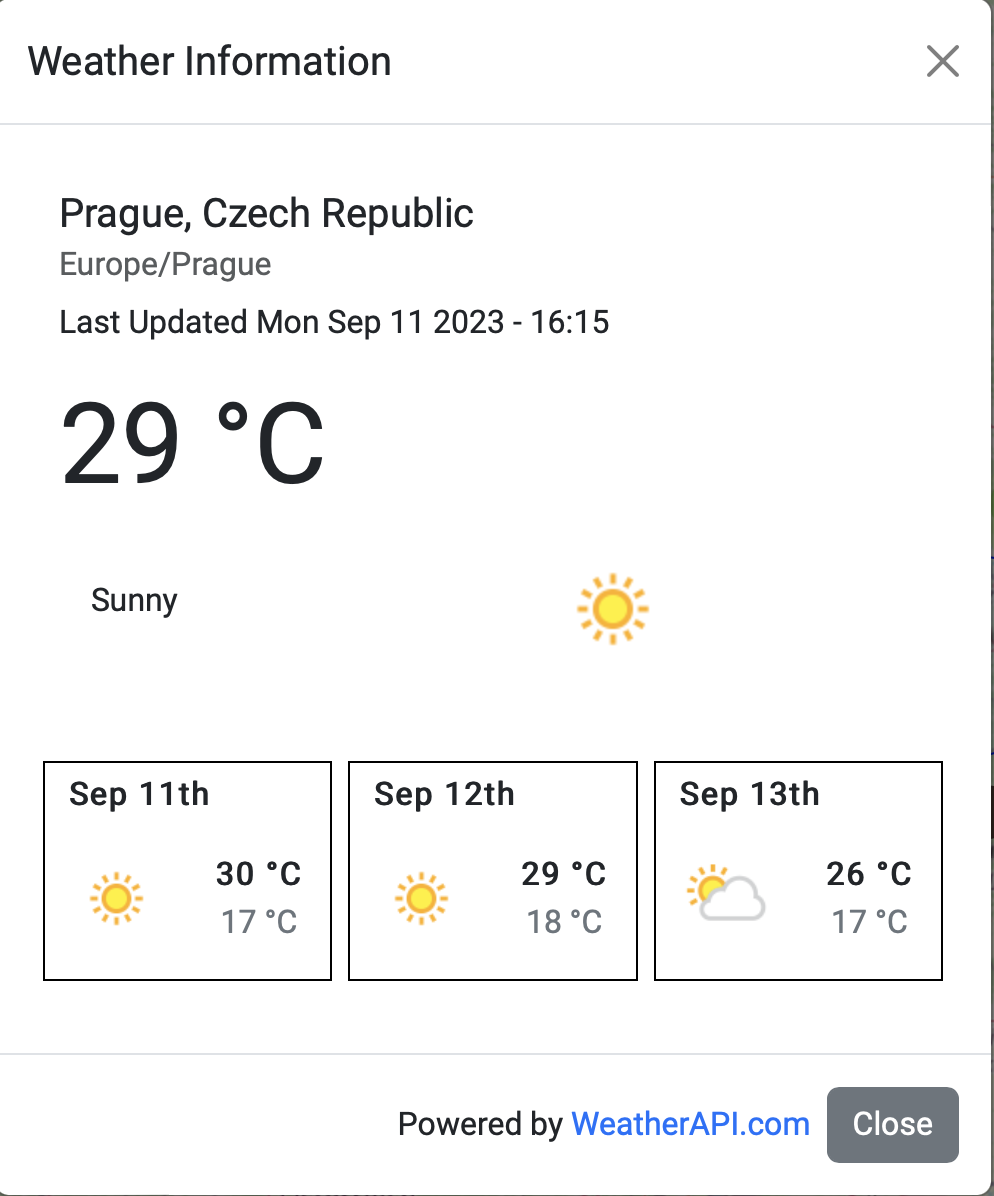 Weather Information
Prague, Czech Republic
Europe/Prague
Last Updated Mon Sep 11 2023 - 16:15
29 °C
Sunny
Sep 11th
30 °C
17 °C
Sep 12th
29 °C
18 °C
Sep 13th
26 °C
17 °C
Powered by WeatherAPI.com
Close